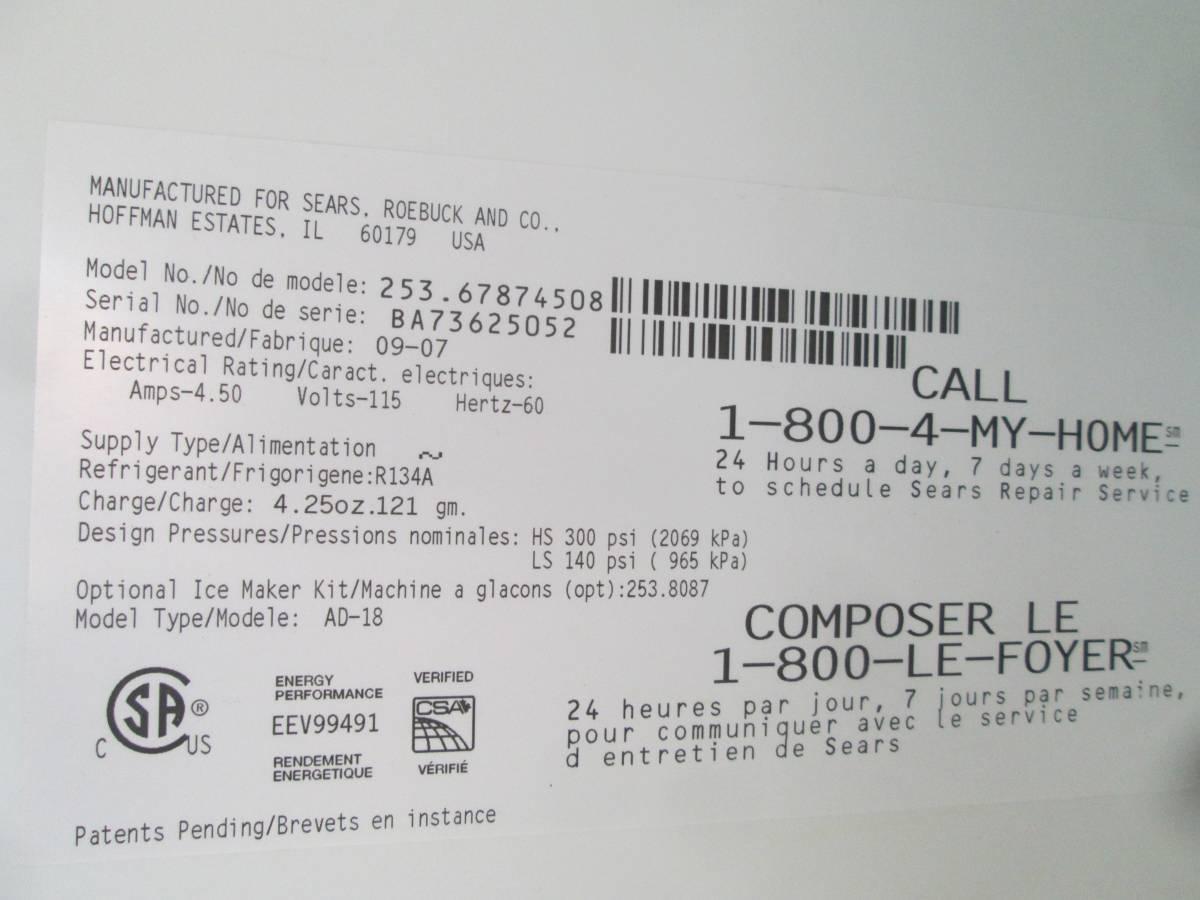 MANUFACTURED FOR SEARS, ROEBUCK AND CO.,
HOFFMAN ESTATES, IL 60179 USA
Model No./No de modele: 253.67874508
Serial No./No de serie: BA73625052
Manufactured/Fabrique: 09-07
Electrical Rating/Caract. electriques:
Amps-4.50 Volts-115 Hertz-60
Supply Type/Alimentation ~
Refrigerant/Frigorigene:R134A
Charge/Charge: 4.25oz.121 gm.
Design Pressures/Pressions nominales: HS 300 psi (2069 kPa)
LS 140 psi ( 965 kPa)
Optional Ice Maker Kit/Machine a glacons (opt):253.8087
Model Type/Modele: AD-18
CALL
1-800-4-MY-HOME℠
24 Hours a day, 7 days a week,
to schedule Sears Repair Service
COMPOSER LE
1-800-LE-FOYER℠
24 heures par jour, 7 jours par semaine,
pour communiquer avec le service
d entretien de Sears
C SA ® US
ENERGY
PERFORMANCE
EEV99491
RENDEMENT
ENERGETIQUE
VERIFIED
CSA
VÉRIFIÉ
Patents Pending/Brevets en instance